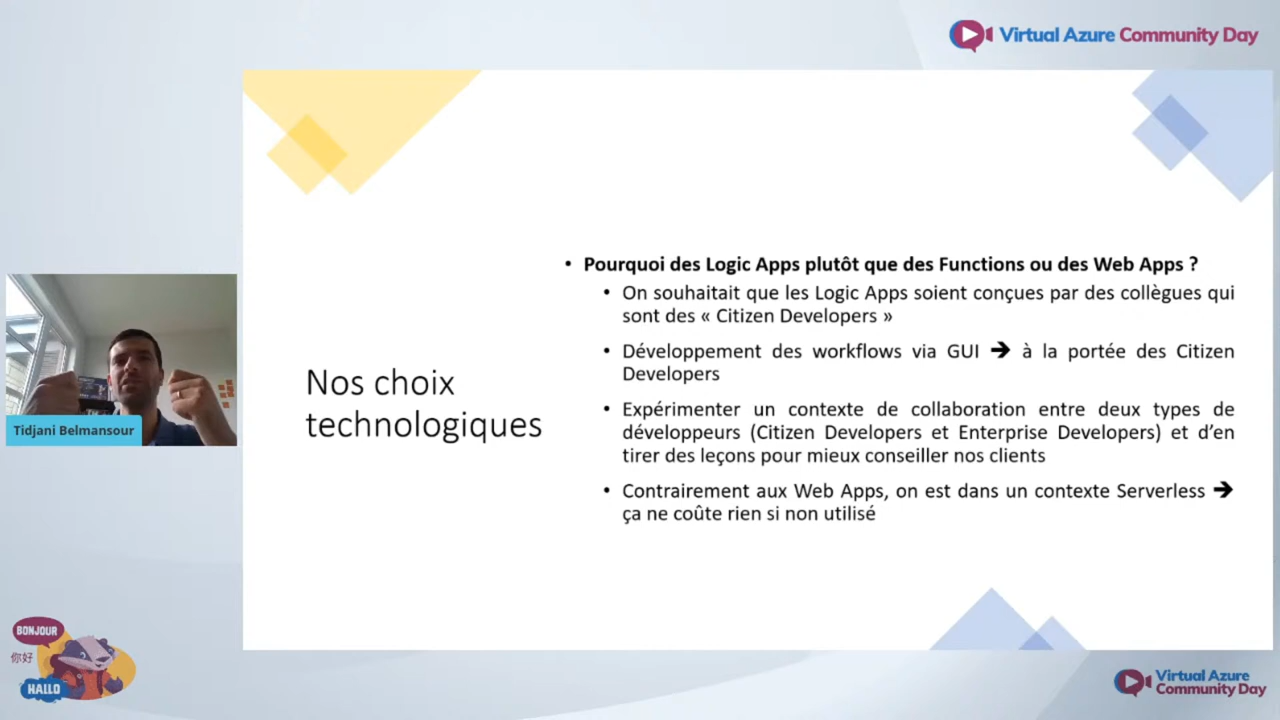 Virtual Azure Community Day
• Pourquoi des Logic Apps plutôt que des Functions ou des Web Apps ?
• On souhaitait que les Logic Apps soient conçues par des collègues qui
sont des « Citizen Developers »
• Développement des workflows via GUI ➔ à la portée des Citizen
Developers
• Expérimenter un contexte de collaboration entre deux types de
développeurs (Citizen Developers et Enterprise Developers) et d’en
tirer des leçons pour mieux conseiller nos clients
• Contrairement aux Web Apps, on est dans un contexte Serverless ➔
ça ne coûte rien si non utilisé
Nos choix
technologiques
Tidjani Belmansour
BONJOUR
你好
HALLO
Virtual Azure
Community Day